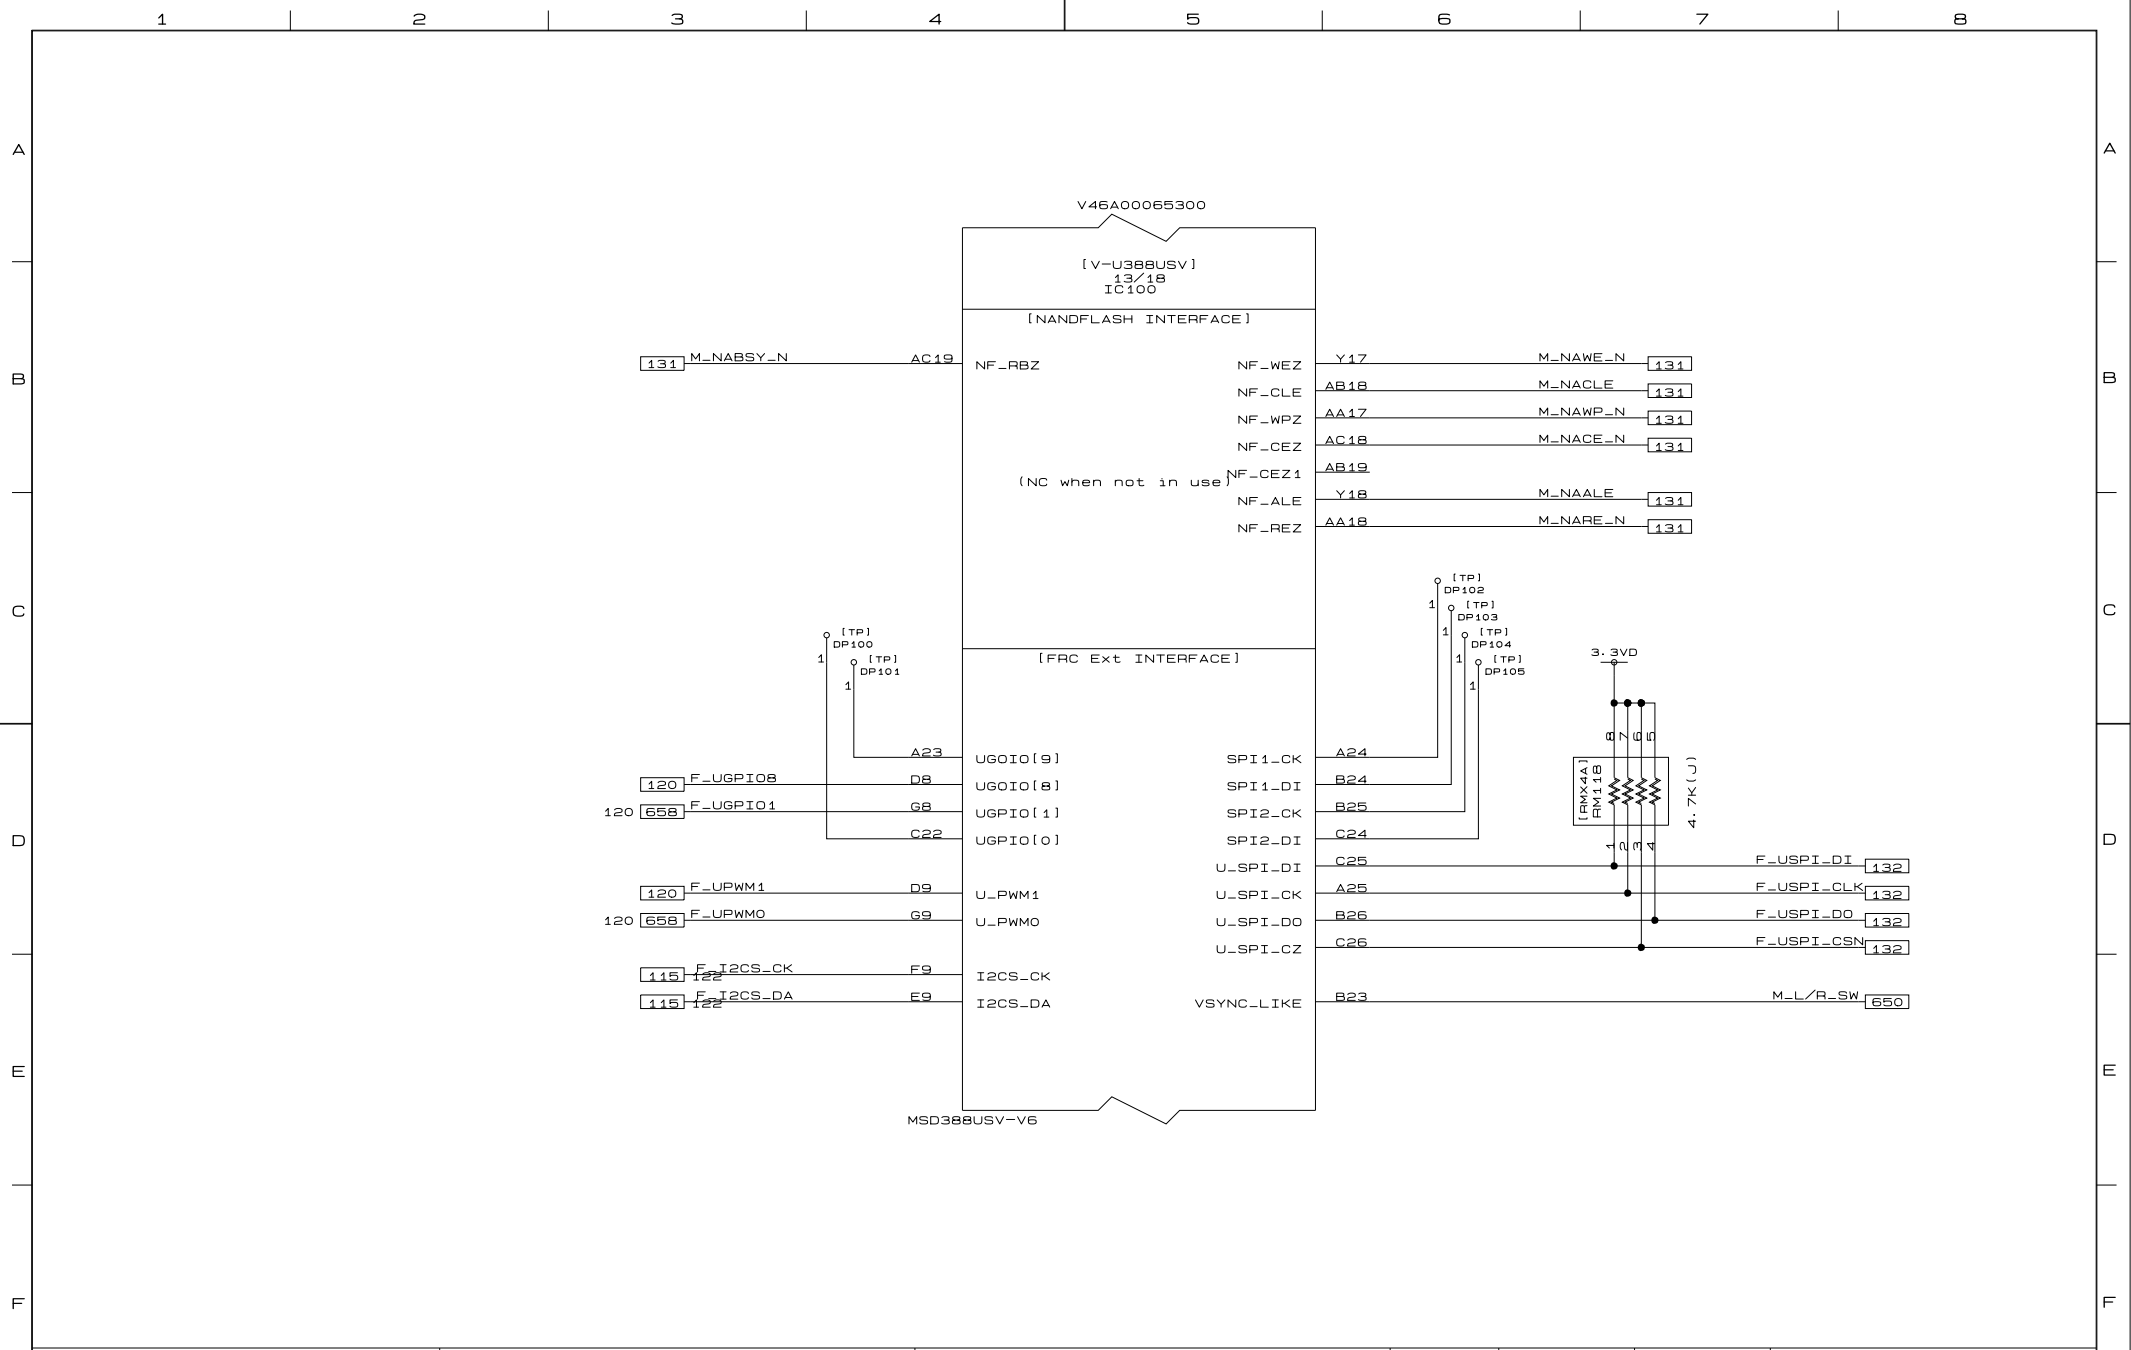 1 2 3 4 5 6 7 8
A A
V46A00065300
[V-U388USV]
13/18
IC100
[NANDFLASH INTERFACE]
131 M_NABSY_N AC19 NF_RBZ NF_WEZ Y17 M_NAWE_N 131
B B
NF_CLE AB18 M_NACLE 131
NF_WPZ AA17 M_NAWP_N 131
NF_CEZ AC18 M_NACE_N 131
NF_CEZ1 AB19
(NC when not in use)
NF_ALE Y18 M_NAALE 131
NF_REZ AA18 M_NARE_N 131
[TP]
DP102
1
[TP]
DP103
1
C C
[TP]
DP100
1
[TP]
DP104
1
[FRC Ext INTERFACE]
[TP]
DP101
1
[TP]
DP105
1
3.3VD
8 7 6 5
A23 UGOIO[9] SPI1_CK A24
120 F_UGPIO8 D8 UGOIO[8] SPI1_DI B24
[RMX4A]
RM118
4.7K(J)
120 658 F_UGPIO1 G8 UGPIO[1] SPI2_CK B25
C22 UGPIO[0] SPI2_DI C24
D D
1 2 3 4
U_SPI_DI C25 F_USPI_DI 132
120 F_UPWM1 D9 U_PWM1 U_SPI_CK A25 F_USPI_CLK 132
120 658 F_UPWM0 G9 U_PWM0 U_SPI_DO B26 F_USPI_DO 132
U_SPI_CZ C26 F_USPI_CSN 132
115 122 F_I2CS_CK F9 I2CS_CK
115 122 F_I2CS_DA E9 I2CS_DA VSYNC_LIKE B23 M_L/R_SW 650
E E
MSD388USV-V6
F F